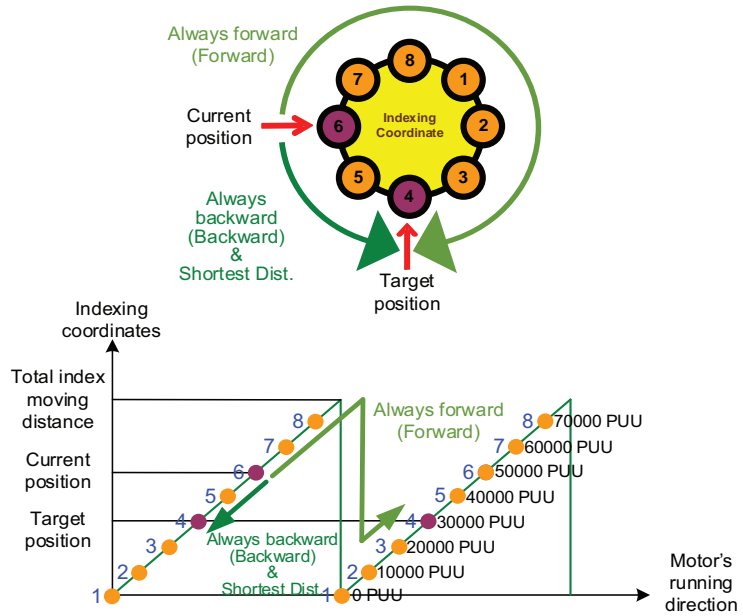 Always forward
(Forward)
8
7
1
Current
position
6
Indexing
Coordinate
2
5
3
4
Always
backward
(Backward)
&
Shortest Dist.
Target
position
Indexing
coordinates
Total index
moving
distance
Current
position
Target
position
8
7
6
5
4
3
2
1
Always forward
(Forward)
Always backward
(Backward)
&
Shortest Dist.
8 70000 PUU
7 60000 PUU
6 50000 PUU
5 40000 PUU
4 30000 PUU
3 20000 PUU
2 10000 PUU
1 0 PUU
Motor's
running
direction